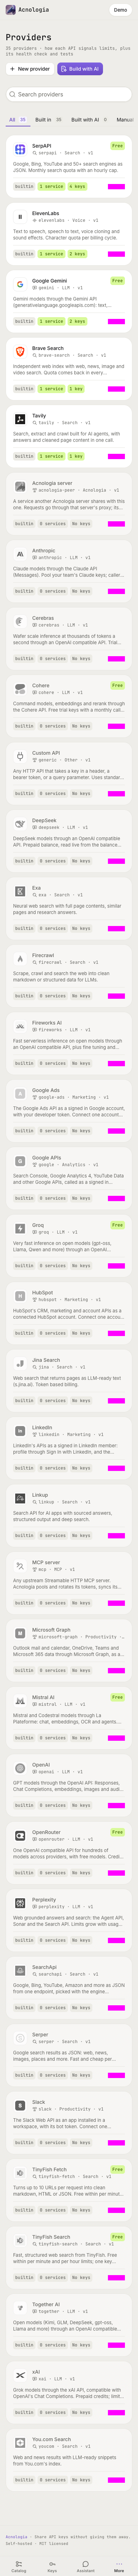 Acnologia
Demo
Providers
35 providers · how each API signals limits, plus
its health check and tests
New provider
Build with AI
Search providers
All 35
Built in 35
Built with AI 0
Manual
SerpAPI
Free
serpapi · Search · v1
Google, Bing, YouTube and 50+ search engines as
JSON. Monthly search quota with an hourly cap.
builtin
1 service
6 keys
ElevenLabs
elevenlabs · Voice · v3
Text to speech, speech to text, voice cloning and
sound effects. Character quota per billing cycle.
builtin
1 service
2 keys
Google Gemini
Free
gemini · LLM · v1
Gemini models through the Gemini API
(generativelanguage.googleapis.com): text,…
builtin
1 service
2 keys
Brave Search
brave-search · Search · v1
Independent web index with web, news, image and
video search. Quota comes back in every…
builtin
1 service
1 key
Tavily
tavily · Search · v1
Search, extract and crawl built for AI agents, with
answers and cleaned page content in one call.
builtin
1 service
1 key
Acnologia server
acnologia-peer · Acnologia · v1
A service another Acnologia server shares with this
one. Requests go through that server's proxy; its…
builtin
0 services
No keys
Anthropic
anthropic · LLM · v1
Claude models through the Claude API
(Messages). Pool your team's Claude keys: caller…
builtin
0 services
No keys
Cerebras
cerebras · LLM · v1
Wafer scale inference at thousands of tokens a
second through an OpenAI compatible API. Trial…
builtin
0 services
No keys
Cohere
Free
cohere · LLM · v1
Command models, embeddings and rerank through
the Cohere API. Free trial keys with a monthly call…
builtin
0 services
No keys
Custom API
generic · Other · v1
Any HTTP API that takes a key in a header, a
bearer token, or a query parameter. Uses standar…
builtin
0 services
No keys
DeepSeek
deepseek · LLM · v1
DeepSeek models through an OpenAI compatible
API. Prepaid balance, read live from the balance…
builtin
0 services
No keys
Exa
exa · Search · v1
Neural web search with full page contents, similar
pages and research answers.
builtin
0 services
No keys
Firecrawl
firecrawl · Search · v1
Scrape, crawl and search the web into clean
markdown or structured data for LLMs.
builtin
0 services
No keys
Fireworks AI
fireworks · LLM · v1
Fast serverless inference on open models through
an OpenAI compatible API, plus fine tuning and…
builtin
0 services
No keys
Google Ads
google-ads · Marketing · v1
The Google Ads API as a signed in Google account,
with your developer token. Connect one account…
builtin
0 services
No keys
Google APIs
google · Analytics · v1
Search Console, Google Analytics 4, YouTube Data
and other Google APIs, called as a signed in…
builtin
0 services
No keys
Groq
Free
groq · LLM · v1
Very fast inference on open models (gpt-oss,
Llama, Qwen and more) through an OpenAI…
builtin
0 services
No keys
HubSpot
hubspot · Marketing · v1
HubSpot's CRM, marketing and account APIs as a
connected HubSpot account. Connect one accou…
builtin
0 services
No keys
Jina Search
jina · Search · v1
Web search that returns pages as LLM-ready text
(s.jina.ai). Token based billing.
builtin
0 services
No keys
LinkedIn
linkedin · Marketing · v1
LinkedIn's APIs as a signed in LinkedIn member:
profile through Sign in with LinkedIn, and the…
builtin
0 services
No keys
Linkup
linkup · Search · v1
Search API for AI apps with sourced answers,
structured output and deep search.
builtin
0 services
No keys
MCP server
mcp · MCP · v1
Any upstream Streamable HTTP MCP server.
Acnologia pools and rotates its tokens, syncs its…
builtin
0 services
No keys
Microsoft Graph
microsoft-graph · Productivity ·…
Outlook mail and calendar, OneDrive, Teams and
Microsoft 365 data through Microsoft Graph, as a…
builtin
0 services
No keys
Mistral AI
Free
mistral · LLM · v1
Mistral and Codestral models through La
Plateforme: chat, embeddings, OCR and agents.…
builtin
0 services
No keys
OpenAI
openai · LLM · v1
GPT models through the OpenAI API: Responses,
Chat Completions, embeddings, images and audi…
builtin
0 services
No keys
OpenRouter
Free
openrouter · LLM · v1
One OpenAI compatible API for hundreds of
models across providers, with free models. Credi…
builtin
0 services
No keys
Perplexity
perplexity · LLM · v1
Web grounded answers and search: the Agent API,
Sonar and the Search API. Limits grow with usag…
builtin
0 services
No keys
SearchApi
searchapi · Search · v1
Google, Bing, YouTube, Amazon and more as JSON
from one endpoint, picked with the engine…
builtin
0 services
No keys
Serper
serper · Search · v1
Google search results as JSON: web, news,
images, places and more. Fast and cheap per…
builtin
0 services
No keys
Slack
slack · Productivity · v1
The Slack Web API as an app installed in a
workspace, with its bot token. Connect one…
builtin
0 services
No keys
TinyFish Fetch
Free
tinyfish-fetch · Search · v1
Turns up to 10 URLs per request into clean
markdown, HTML or JSON. Free within per minut…
builtin
0 services
No keys
TinyFish Search
Free
tinyfish-search · Search · v1
Fast, structured web search from TinyFish. Free
within per minute and per hour limits; one key…
builtin
0 services
No keys
Together AI
together · LLM · v1
Open models (Kimi, GLM, DeepSeek, gpt-oss,
Llama and more) through an OpenAI compatible…
builtin
0 services
No keys
xAI
xai · LLM · v1
Grok models through the xAI API, compatible with
OpenAI's Chat Completions. Prepaid credits; limit…
builtin
0 services
No keys
You.com Search
youcom · Search · v1
Web and news results with LLM-ready snippets
from You.com's index.
builtin
0 services
No keys
Acnologia · Share API keys without giving them away
Self-hosted · MIT licensed
Catalog
Keys
Assistant
More